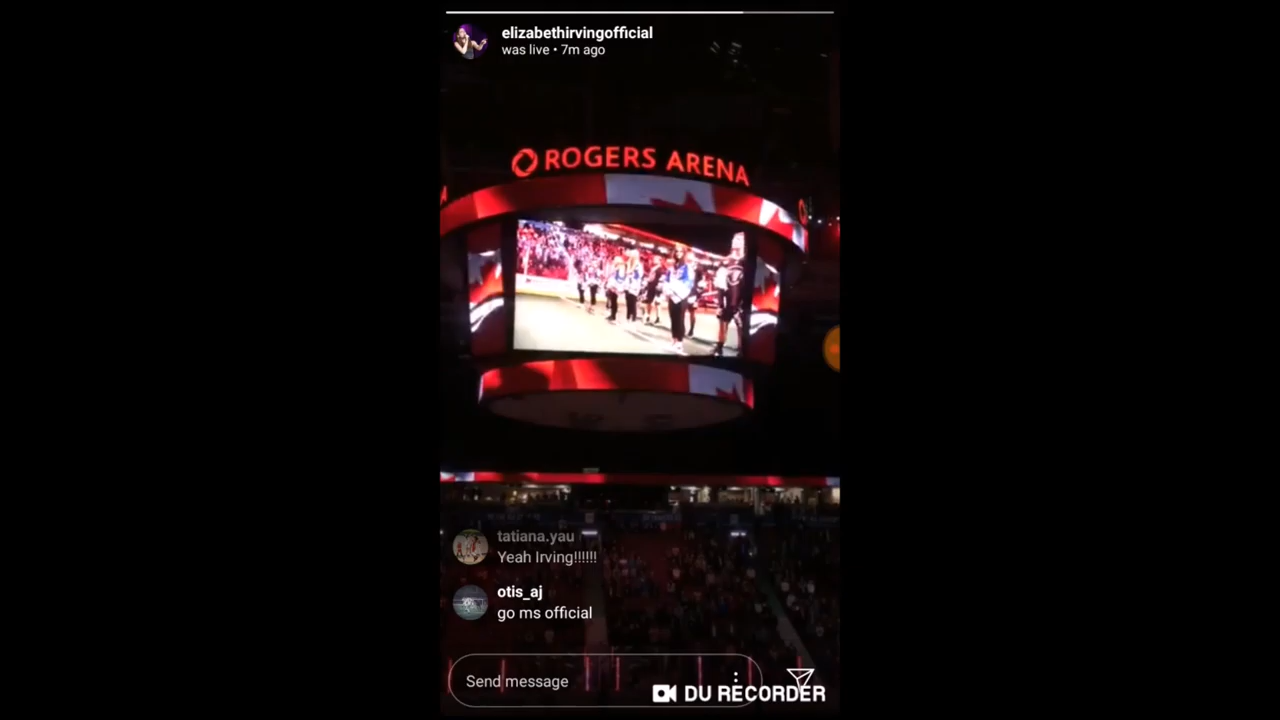 elizabethirvingofficial
was live • 7m ago
ROGERS ARENA
tatiana.yau
Yeah Irving!!!!!!
otis_aj
go ms official
Send message
DU RECORDER